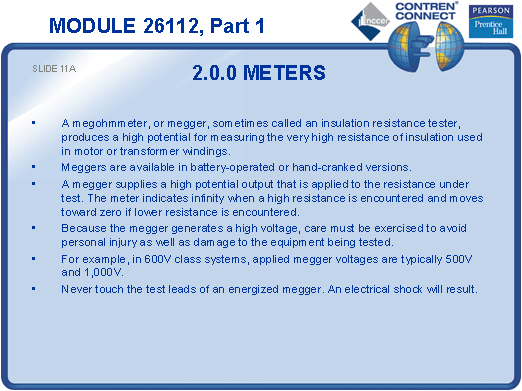 MODULE 26112, Part 1
nccer
CONTREN®
CONNECT
PEARSON
Prentice
Hall
SLIDE 11A
2.0.0 METERS
• A megohmmeter, or megger, sometimes called an insulation resistance tester,
produces a high potential for measuring the very high resistance of insulation used
in motor or transformer windings.
• Meggers are available in battery-operated or hand-cranked versions.
• A megger supplies a high potential output that is applied to the resistance under
test. The meter indicates infinity when a high resistance is encountered and moves
toward zero if lower resistance is encountered.
• Because the megger generates a high voltage, care must be exercised to avoid
personal injury as well as damage to the equipment being tested.
• For example, in 600V class systems, applied megger voltages are typically 500V
and 1,000V.
• Never touch the test leads of an energized megger. An electrical shock will result.